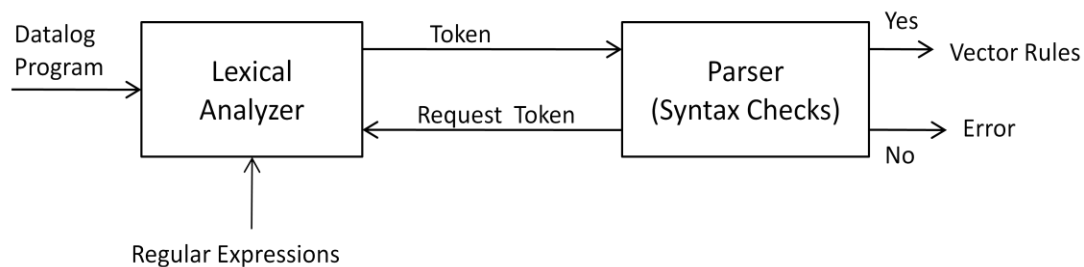 Datalog
Program
Lexical
Analyzer
Token
Request Token
Parser
(Syntax Checks)
Yes
Vector Rules
Error
No
Regular Expressions